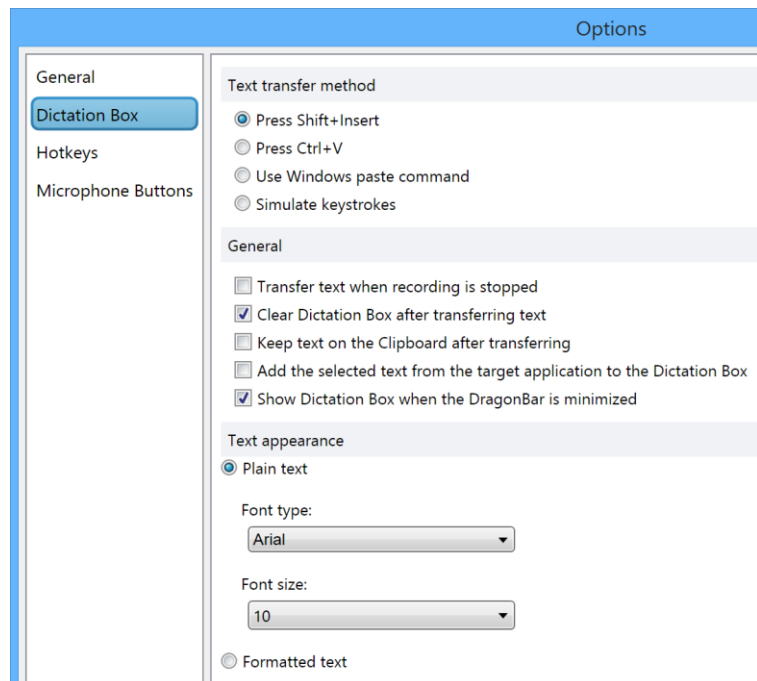 Options
General
Dictation Box
Hotkeys
Microphone Buttons
Text transfer method
Press Shift+Insert
Press Ctrl+V
Use Windows paste command
Simulate keystrokes
General
Transfer text when recording is stopped
Clear Dictation Box after transferring text
Keep text on the Clipboard after transferring
Add the selected text from the target application to the Dictation Box
Show Dictation Box when the DragonBar is minimized
Text appearance
Plain text
Font type:
Arial
Font size:
10
Formatted text